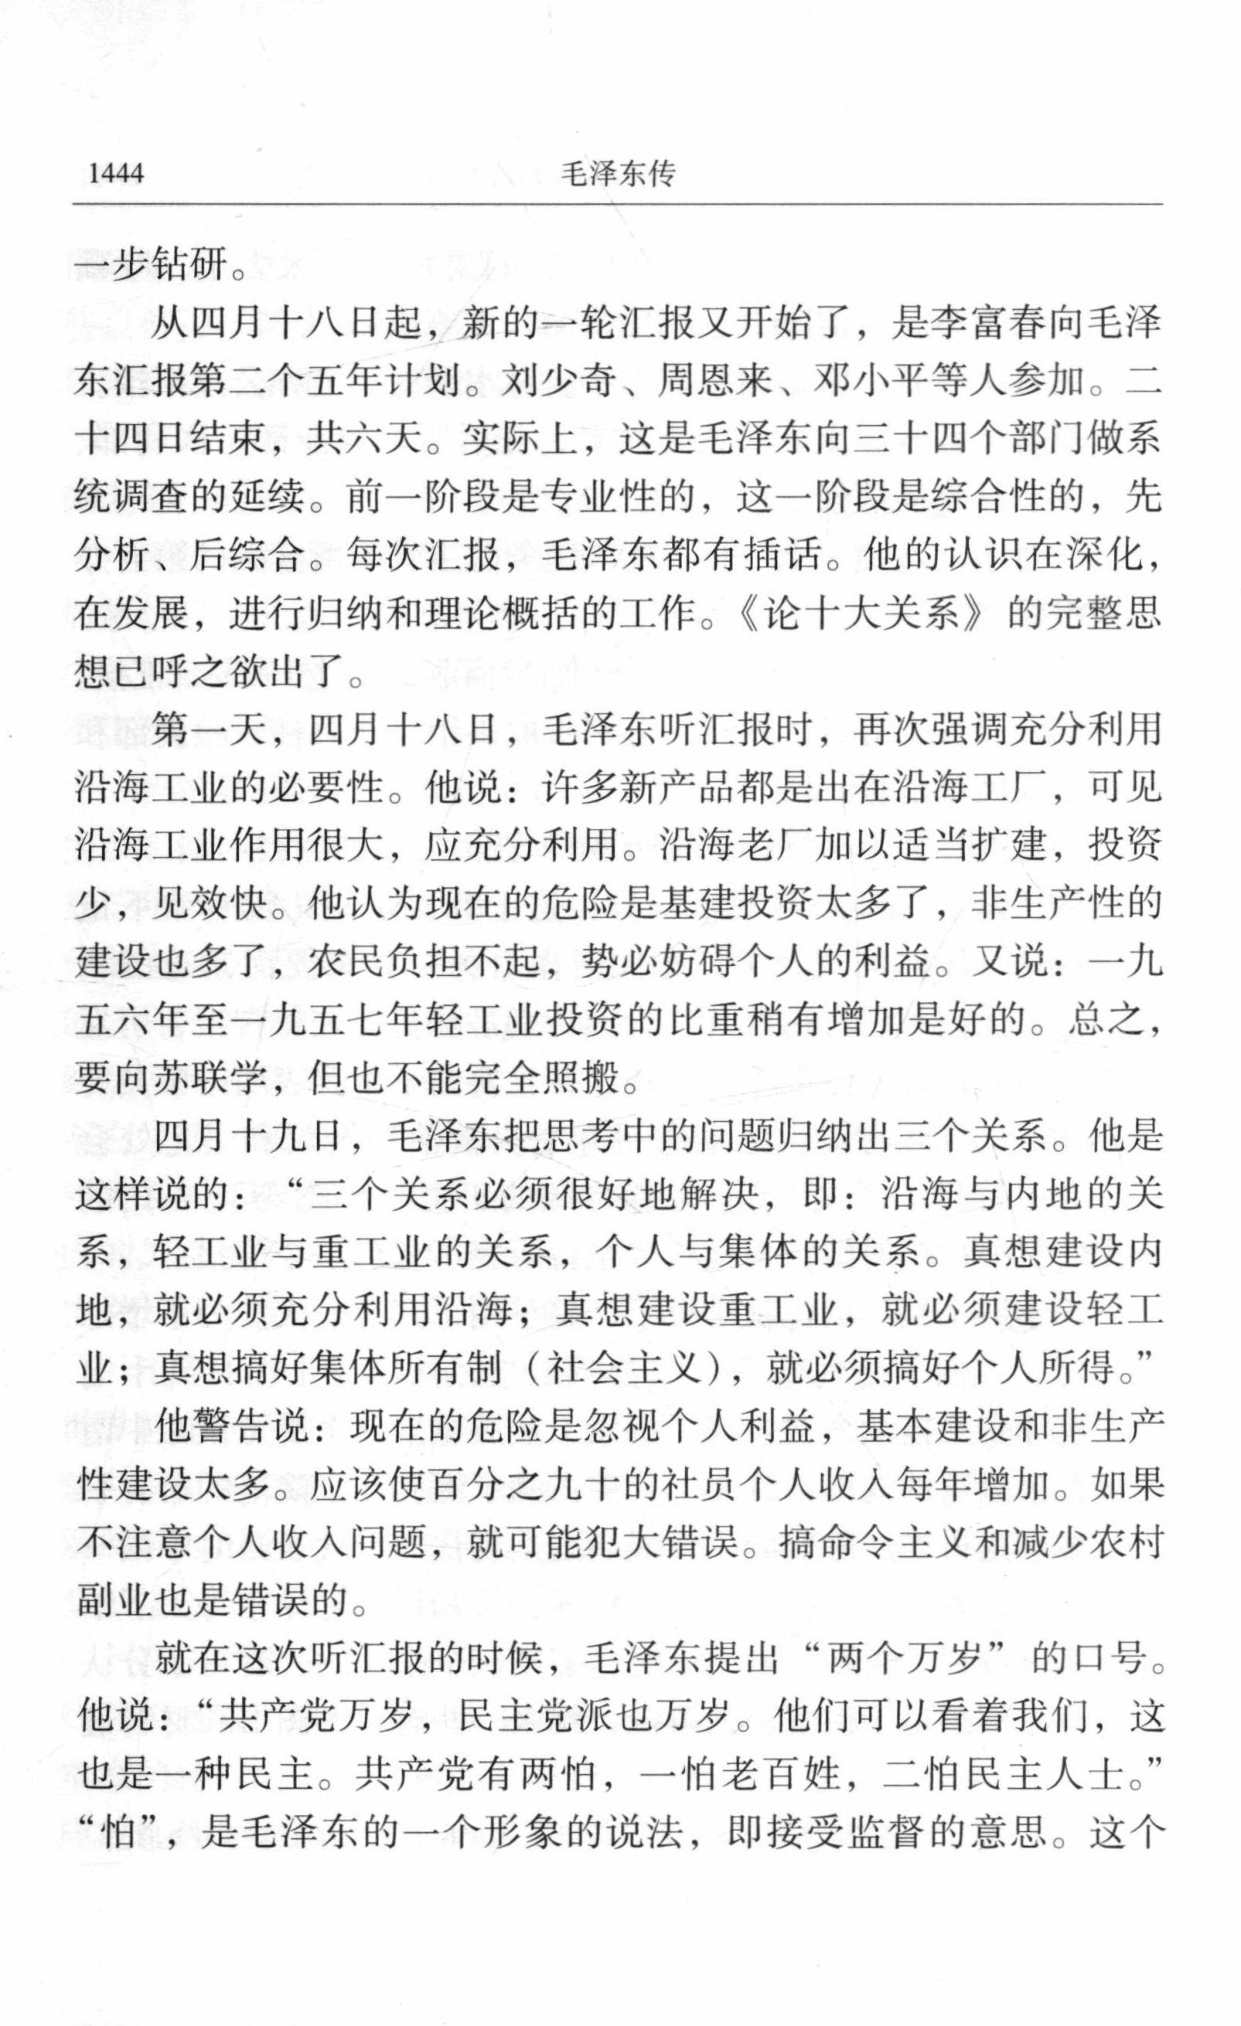 1444
毛泽东传
一步钻研。
从四月十八日起，新的一轮汇报又开始了，是李富春向毛泽
东汇报第二个五年计划。刘少奇、周恩来、邓小平等人参加。二
十四日结束，共六天。实际上，这是毛泽东向三十四个部门做系
统调查的延续。前一阶段是专业性的，这一阶段是综合性的，先
分析、后综合。每次汇报，毛泽东都有插话。他的认识在深化，
在发展，进行归纳和理论概括的工作。《论十大关系》的完整思
想已呼之欲出了。
第一天，四月十八日，毛泽东听汇报时，再次强调充分利用
沿海工业的必要性。他说：许多新产品都是出在沿海工厂，可见
沿海工业作用很大，应充分利用。沿海老厂加以适当扩建，投资
少，见效快。他认为现在的危险是基建投资太多了，非生产性的
建设也多了，农民负担不起，势必妨碍个人的利益。又说：一九
五六年至一九五七年轻工业投资的比重稍有增加是好的。总之，
要向苏联学，但也不能完全照搬。
四月十九日，毛泽东把思考中的问题归纳出三个关系。他是
这样说的：“三个关系必须很好地解决，即：沿海与内地的关
系，轻工业与重工业的关系，个人与集体的关系。真想建设内
地，就必须充分利用沿海；真想建设重工业，就必须建设轻工
业；真想搞好集体所有制（社会主义），就必须搞好个人所得。”
他警告说：现在的危险是忽视个人利益，基本建设和非生产
性建设太多。应该使百分之九十的社员个人收入每年增加。如果
不注意个人收入问题，就可能犯大错误。搞命令主义和减少农村
副业也是错误的。
就在这次听汇报的时候，毛泽东提出“两个万岁”的口号。
他说：“共产党万岁，民主党派也万岁。他们可以看着我们，这
也是一种民主。共产党有两怕，一怕老百姓，二怕民主人士。”
“怕”，是毛泽东的一个形象的说法，即接受监督的意思。这个